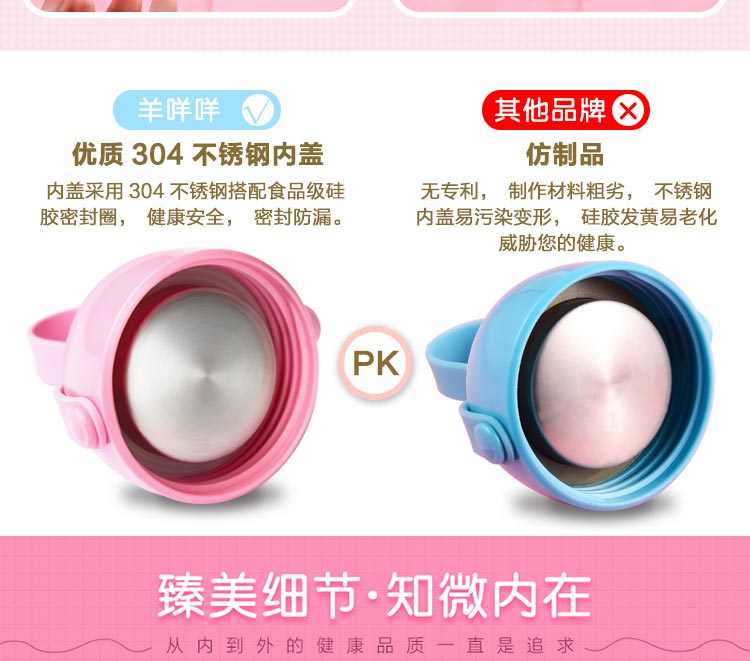 羊咩咩
优质 304 不锈钢内盖
内盖采用 304 不锈钢搭配食品级硅
胶密封圈， 健康安全， 密封防漏。
其他品牌
仿制品
无专利， 制作材料粗劣， 不锈钢
内盖易污染变形， 硅胶发黄易老化
威胁您的健康。
PK
臻美细节·知微内在
从内到外的健康品质一直是追求